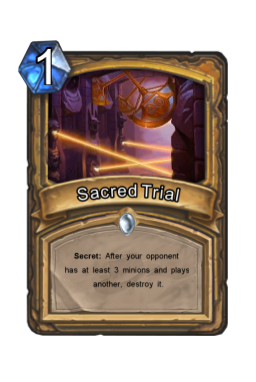 1
Sacred Trial
Secret: After your opponent
has at least 3 minions and plays
another, destroy it.